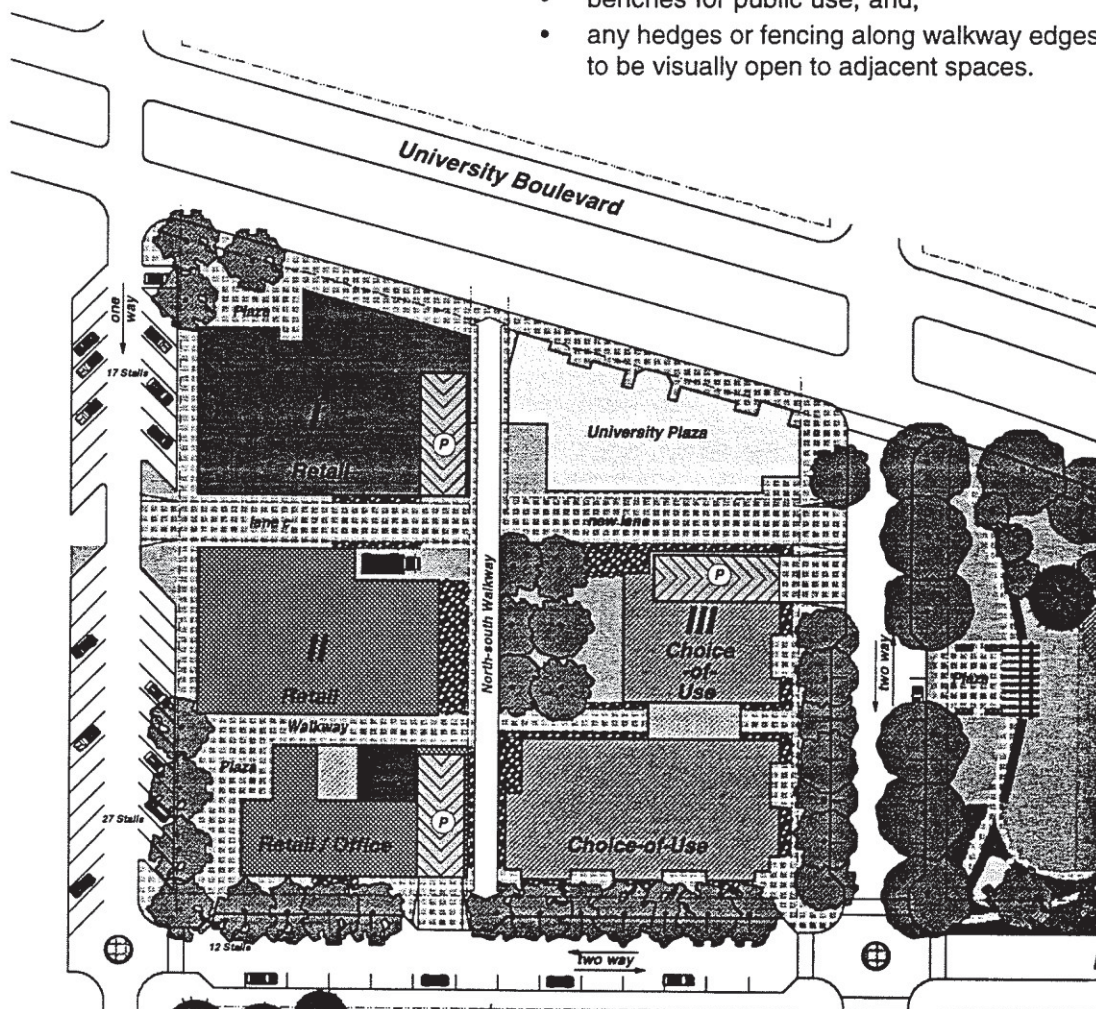 • benches for public use; and,
• any hedges or fencing along walkway edges
to be visually open to adjacent spaces.
University Boulevard
one
way
Plaza
17 Stalls
I
Retail
P
University Plaza
new lane
North-south Walkway
II
Retail
P
III
Choice
-of-
Use
two way
Plaza
Walkway
Plaza
27 Stalls
Retail / Office
P
Choice-of-Use
12 Stalls
two way